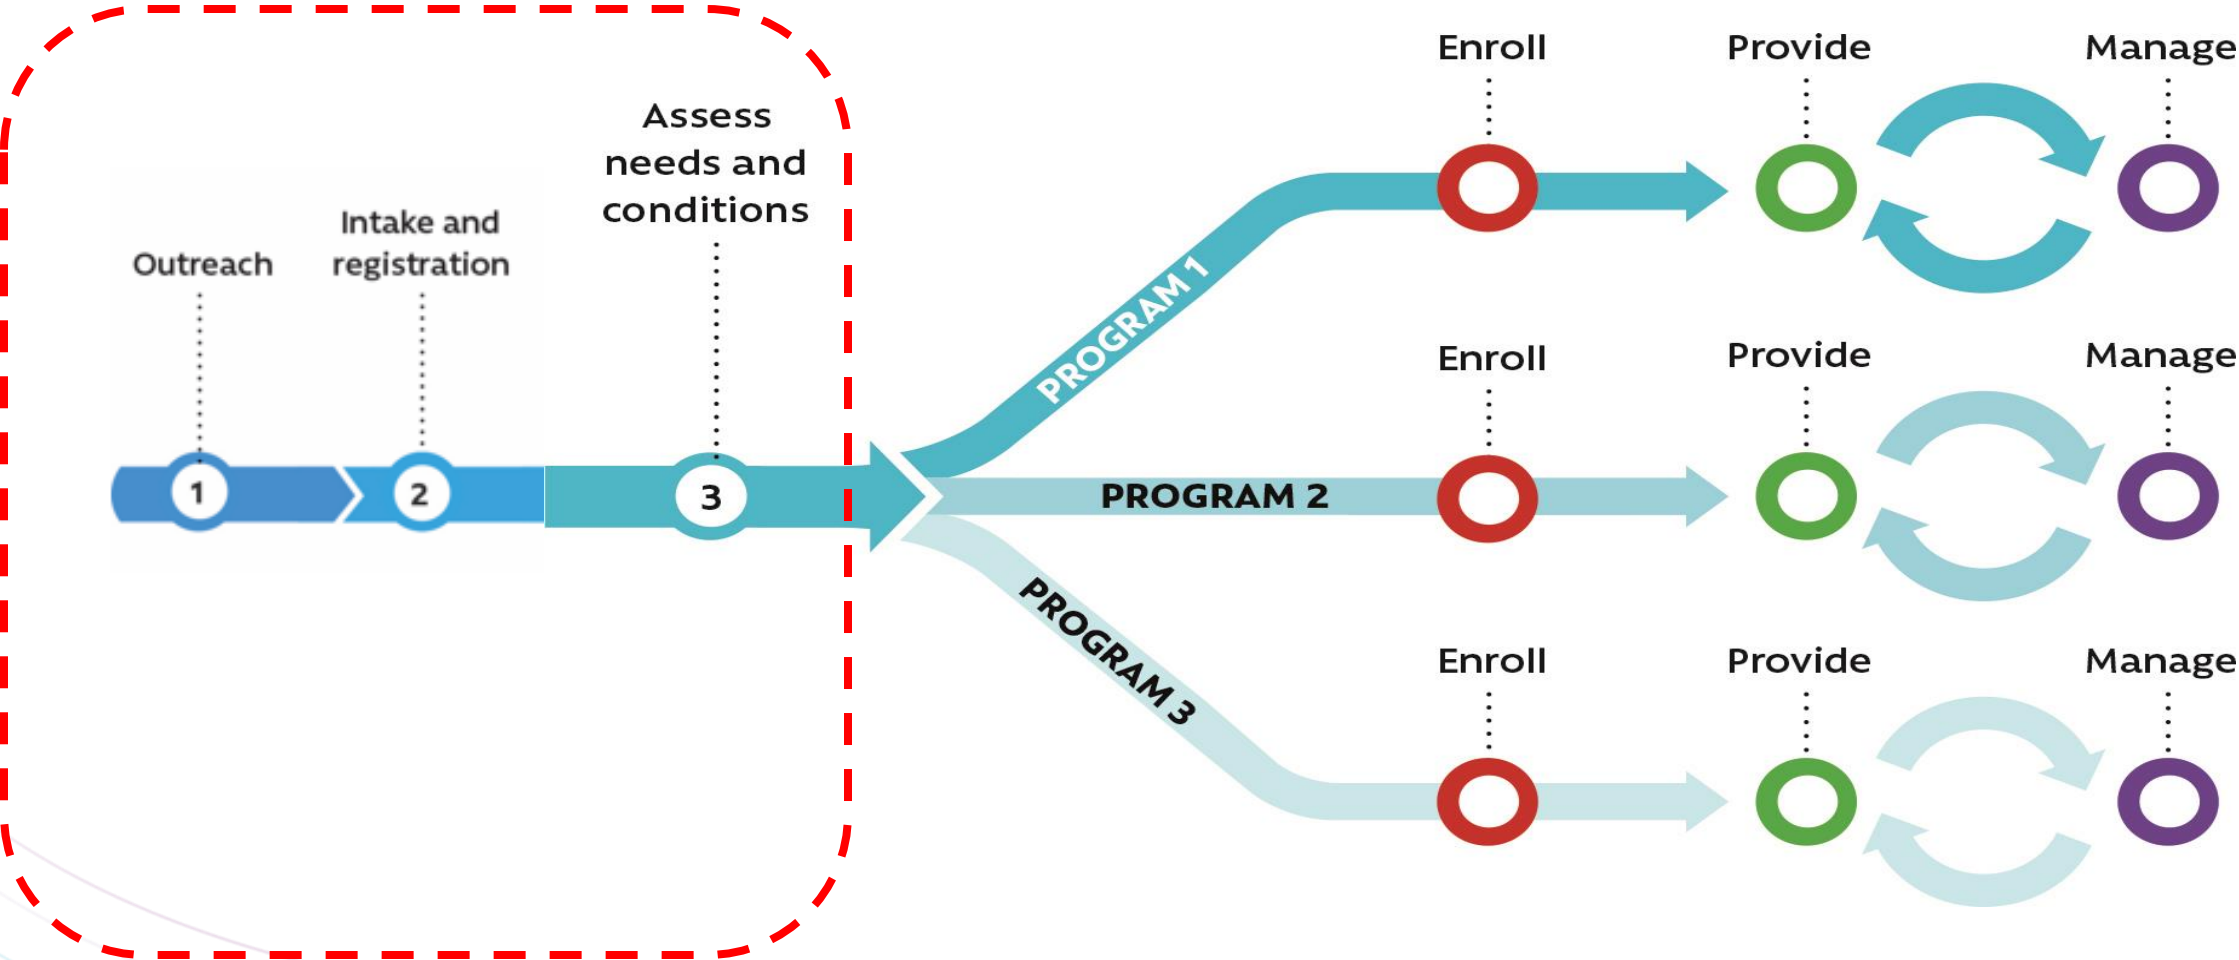 Outreach
Intake and
registration
Assess
needs and
conditions
1
2
3
PROGRAM 1
Enroll
Provide
Manage
PROGRAM 2
Enroll
Provide
Manage
PROGRAM 3
Enroll
Provide
Manage